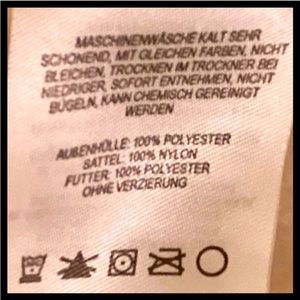 MASCHINENWÄSCHE KALT SEHR
SCHONEND, MIT GLEICHEN FARBEN, NICHT
BLEICHEN, TROCKNEN IM TROCKNER BEI
NIEDRIGER, SOFORT ENTNEHMEN, NICHT
BÜGELN, KANN CHEMISCH GEREINIGT
WERDEN
AUßENHÜLLE: 100% POLYESTER
SATTEL: 100% NYLON
FUTTER: 100% POLYESTER
OHNE VERZIERUNG